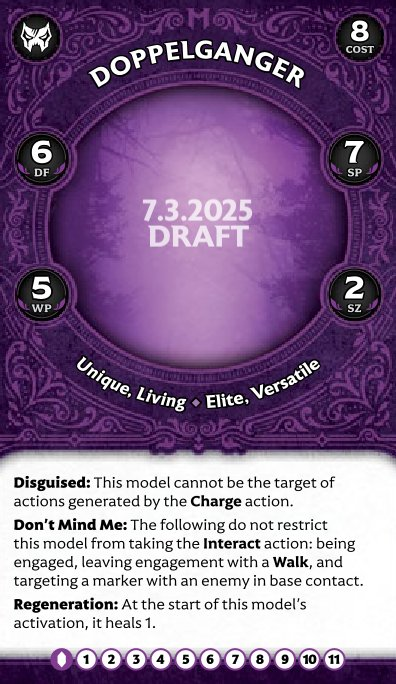 DOPPELGANGER
8
COST
6
DF
7
SP
7.3.2025
DRAFT
5
WP
2
SZ
Unique, Living ◆ Elite, Versatile
Disguised: This model cannot be the target of
actions generated by the Charge action.
Don't Mind Me: The following do not restrict
this model from taking the Interact action: being
engaged, leaving engagement with a Walk, and
targeting a marker with an enemy in base contact.
Regeneration: At the start of this model's
activation, it heals 1.
1 2 3 4 5 6 7 8 9 10 11